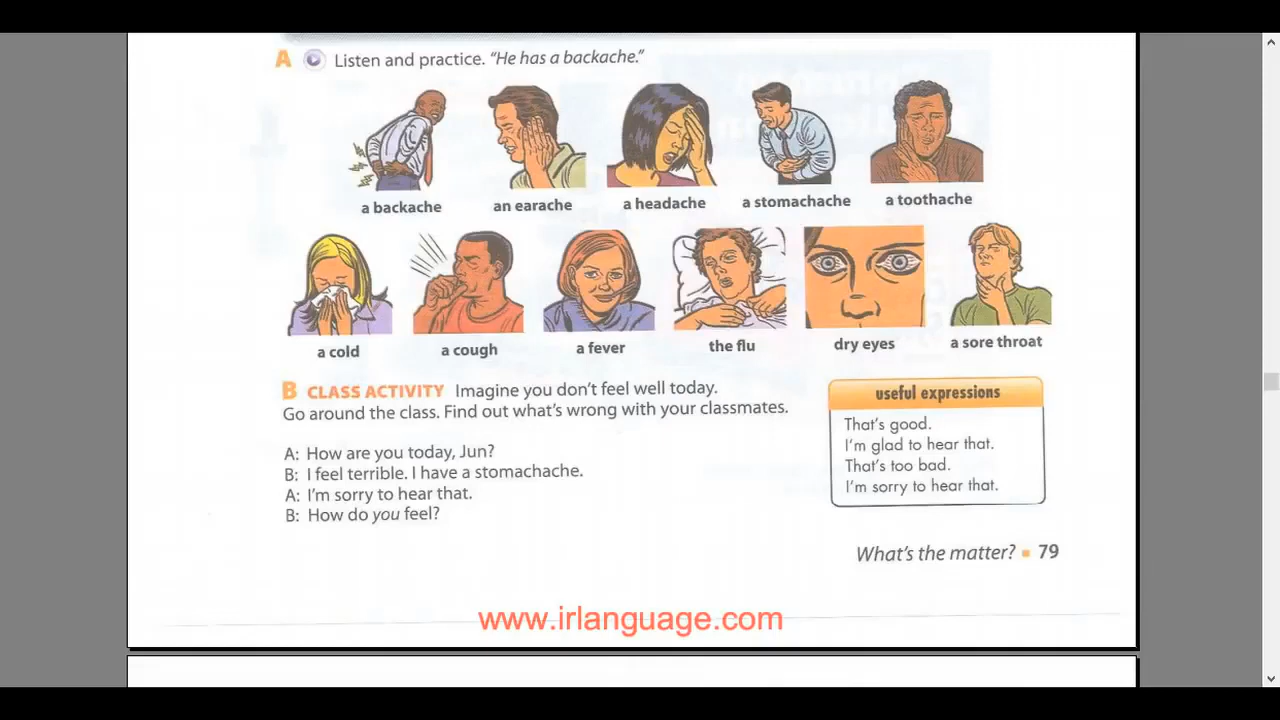 A Listen and practice. "He has a backache."
a backache an earache a headache a stomachache a toothache
a cold a cough a fever the flu dry eyes a sore throat
B CLASS ACTIVITY Imagine you don't feel well today.
Go around the class. Find out what's wrong with your classmates.
A: How are you today, Jun?
B: I feel terrible. I have a stomachache.
A: I'm sorry to hear that.
B: How do you feel?
useful expressions
That's good.
I'm glad to hear that.
That's too bad.
I'm sorry to hear that.
What's the matter? ▪ 79
www.irlanguage.com